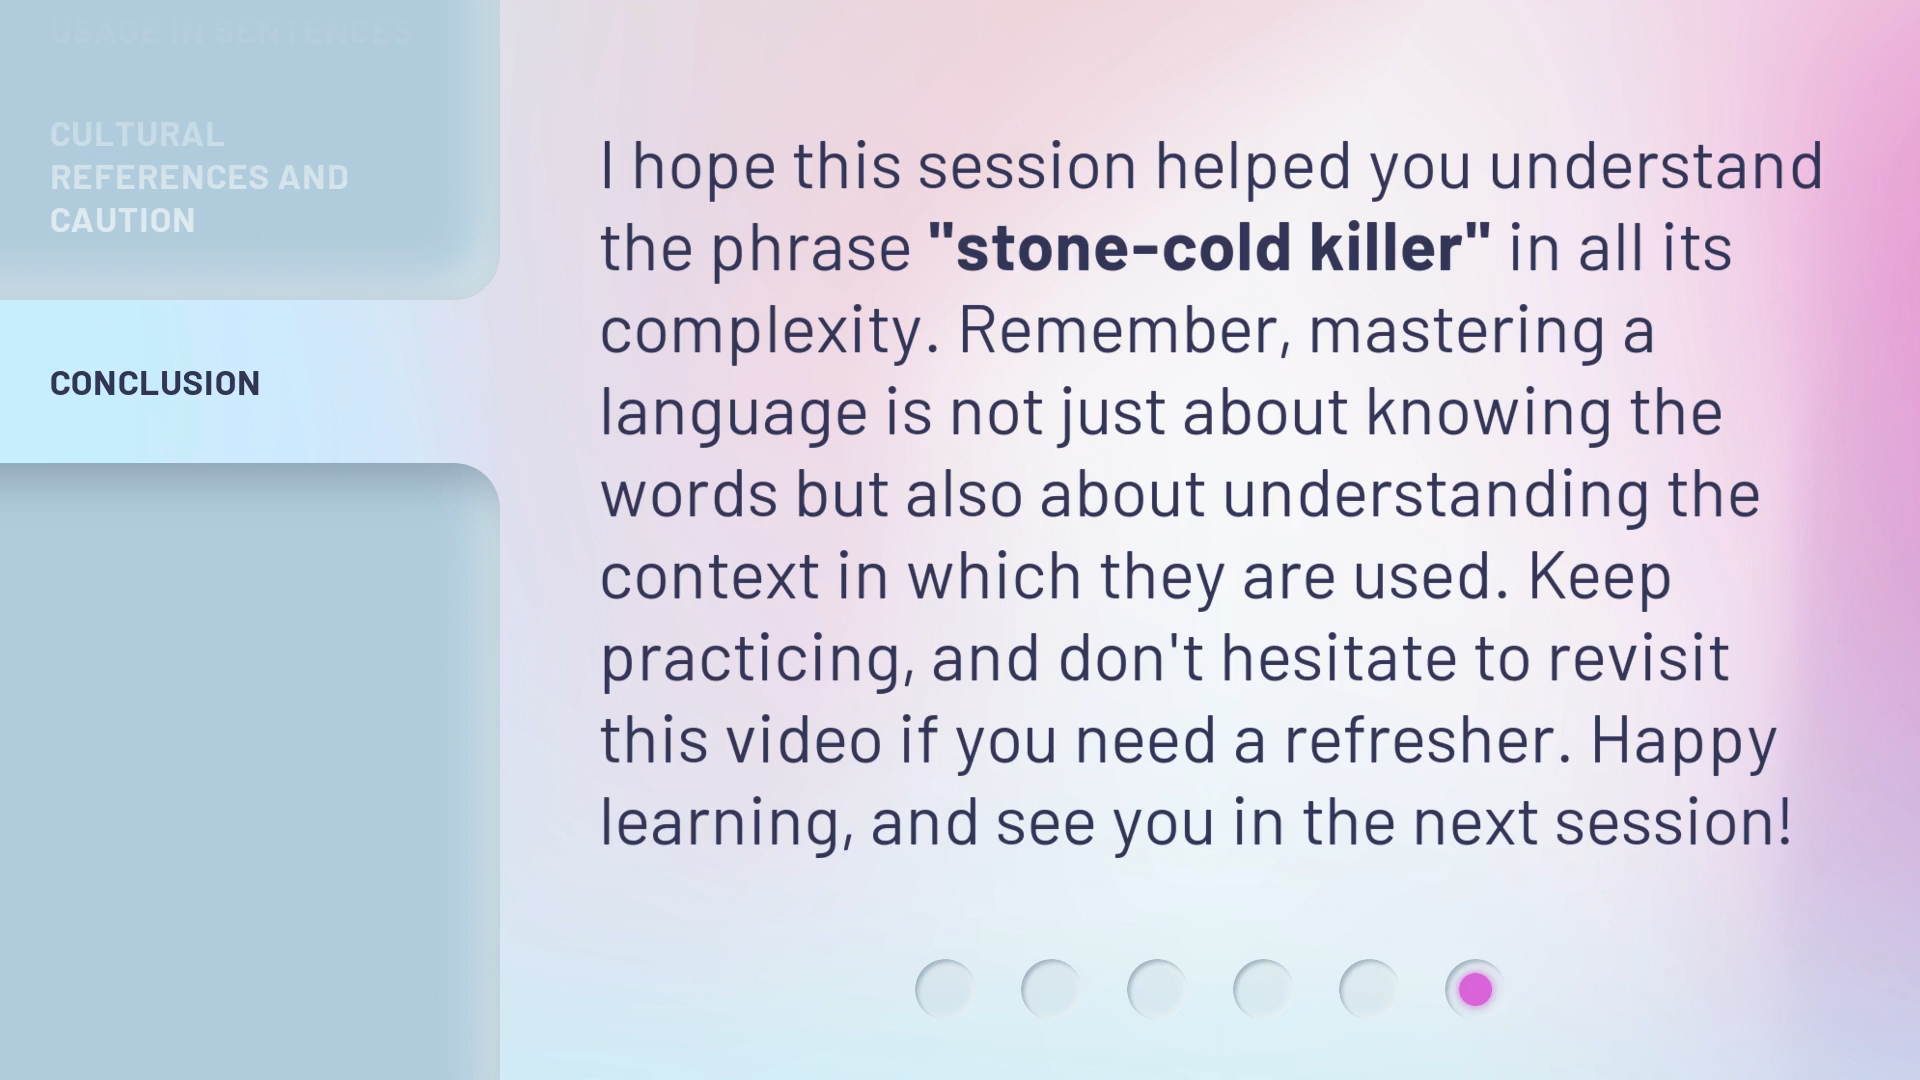 USAGE IN SENTENCES
CULTURAL
REFERENCES AND
CAUTION
CONCLUSION
I hope this session helped you understand
the phrase "stone-cold killer" in all its
complexity. Remember, mastering a
language is not just about knowing the
words but also about understanding the
context in which they are used. Keep
practicing, and don't hesitate to revisit
this video if you need a refresher. Happy
learning, and see you in the next session!